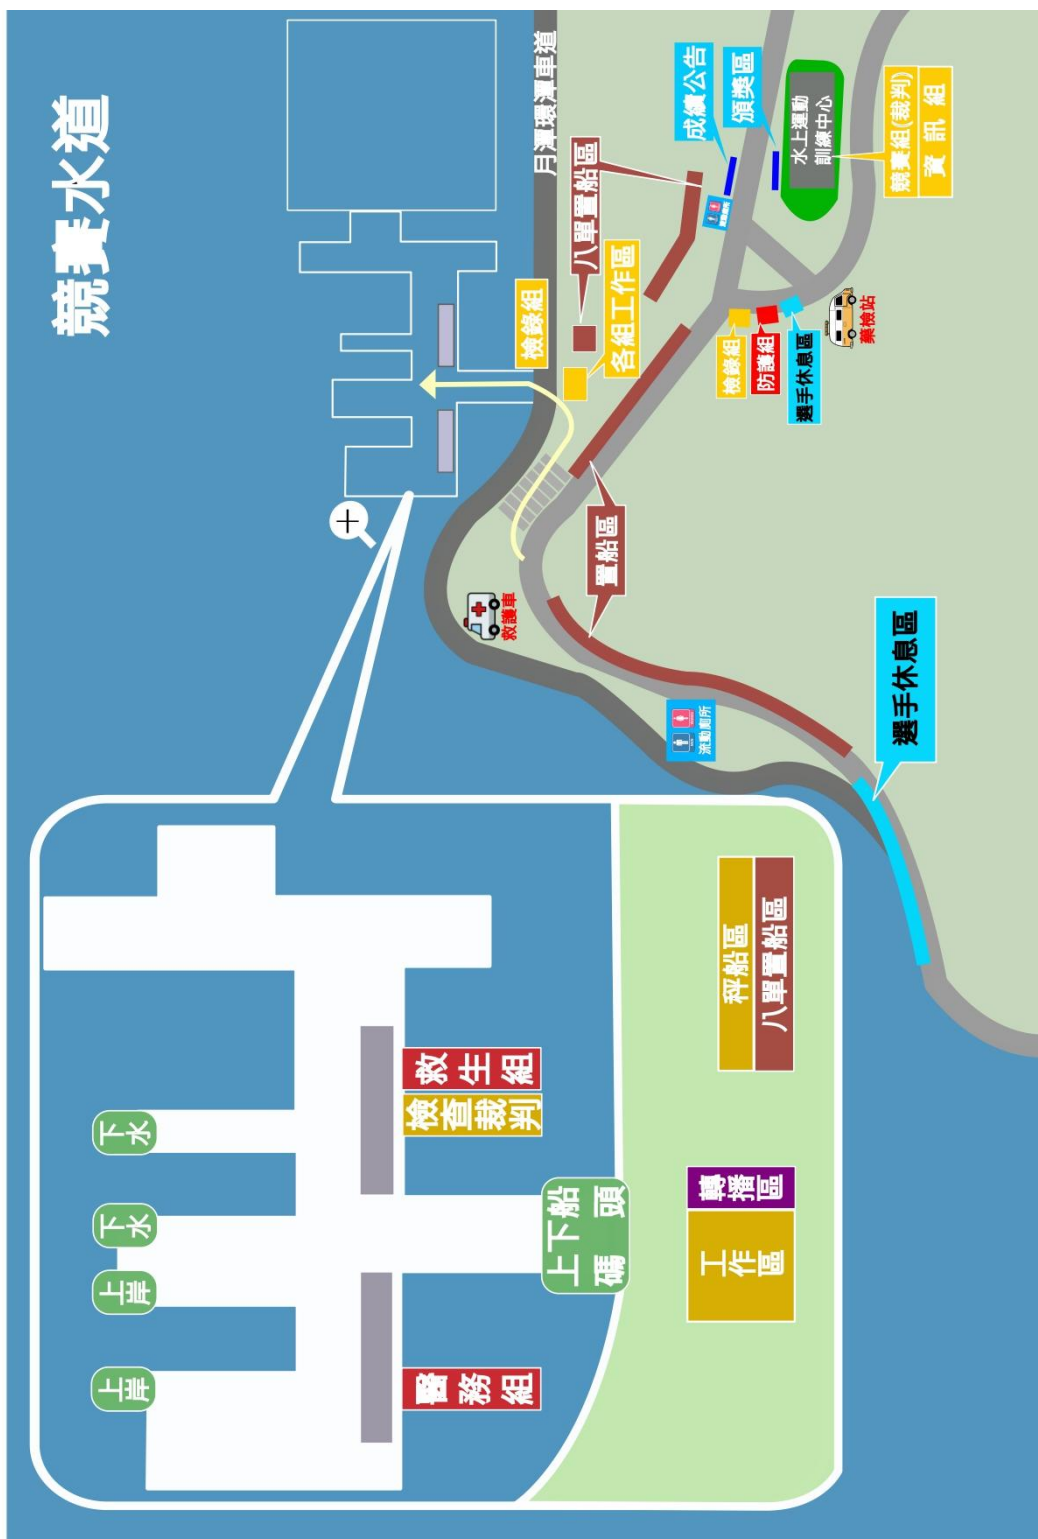 競賽水道
下水
下水
上岸
上岸
救生組
檢查裁判
醫務組
上下船
碼頭
秤船區
八單置船區
轉播區
工作區
月潭環潭車道
檢錄組
八單置船區
各組工作區
救護車
置船區
流動廁所
流動廁所
成績公告
頒獎區
水上運動
訓練中心
競賽組(裁判)
資訊組
檢錄組
防護組
選手休息區
藥檢站
選手休息區